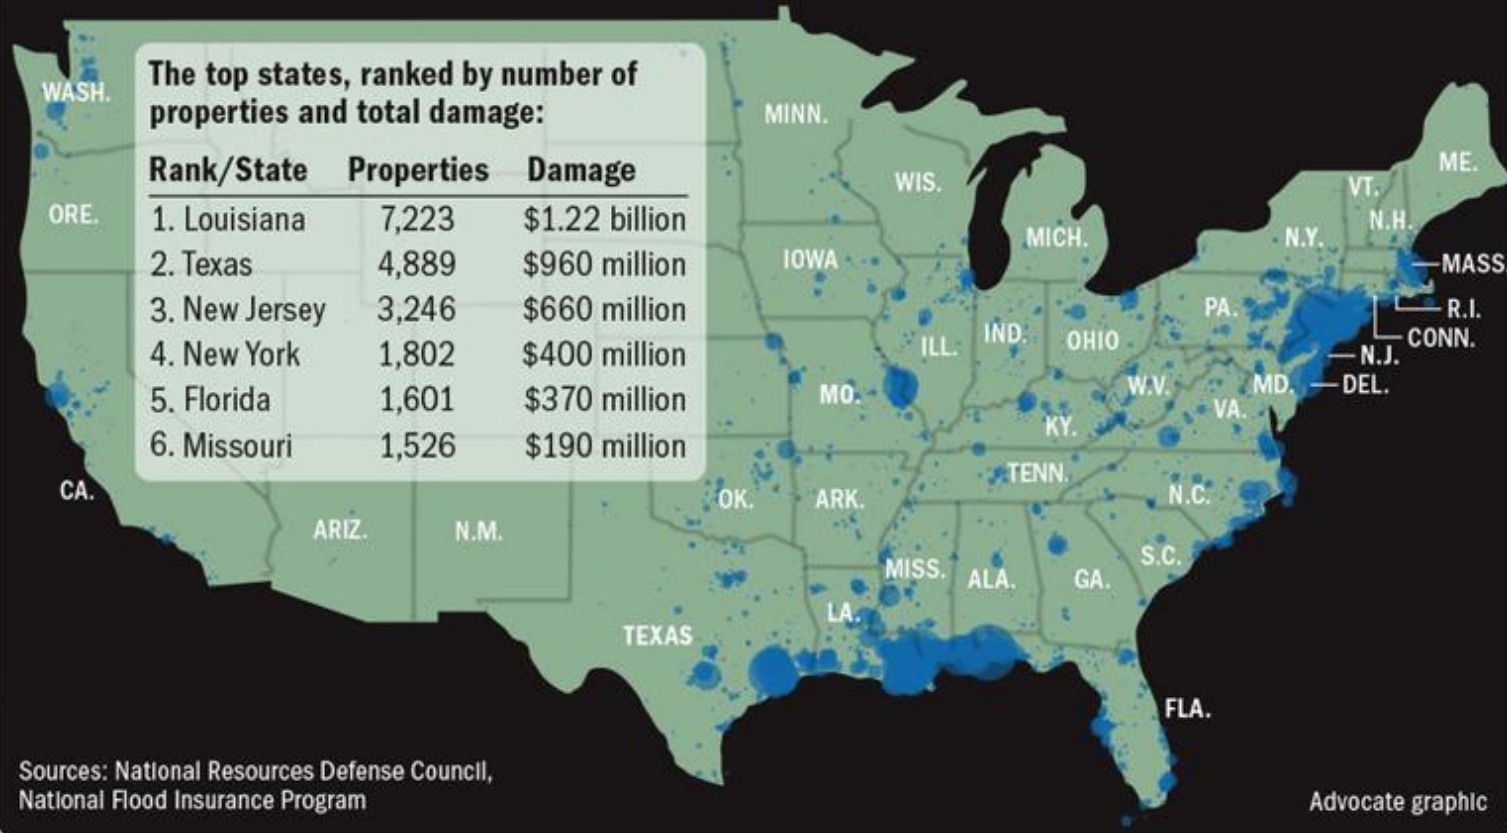 The top states, ranked by number of
properties and total damage:
Rank/State Properties Damage
1. Louisiana 7,223 $1.22 billion
2. Texas 4,889 $960 million
3. New Jersey 3,246 $660 million
4. New York 1,802 $400 million
5. Florida 1,601 $370 million
6. Missouri 1,526 $190 million
WASH.
ORE.
CA.
ARIZ.
N.M.
TEXAS
OK.
MINN.
IOWA
MO.
ARK.
LA.
WIS.
ILL.
MISS.
MICH.
IND.
OHIO
KY.
TENN.
ALA.
GA.
FLA.
S.C.
N.C.
VA.
W.V.
MD.
PA.
N.Y.
VT.
N.H.
ME.
MASS
R.I.
CONN.
N.J.
DEL.
Sources: National Resources Defense Council,
National Flood Insurance Program
Advocate graphic